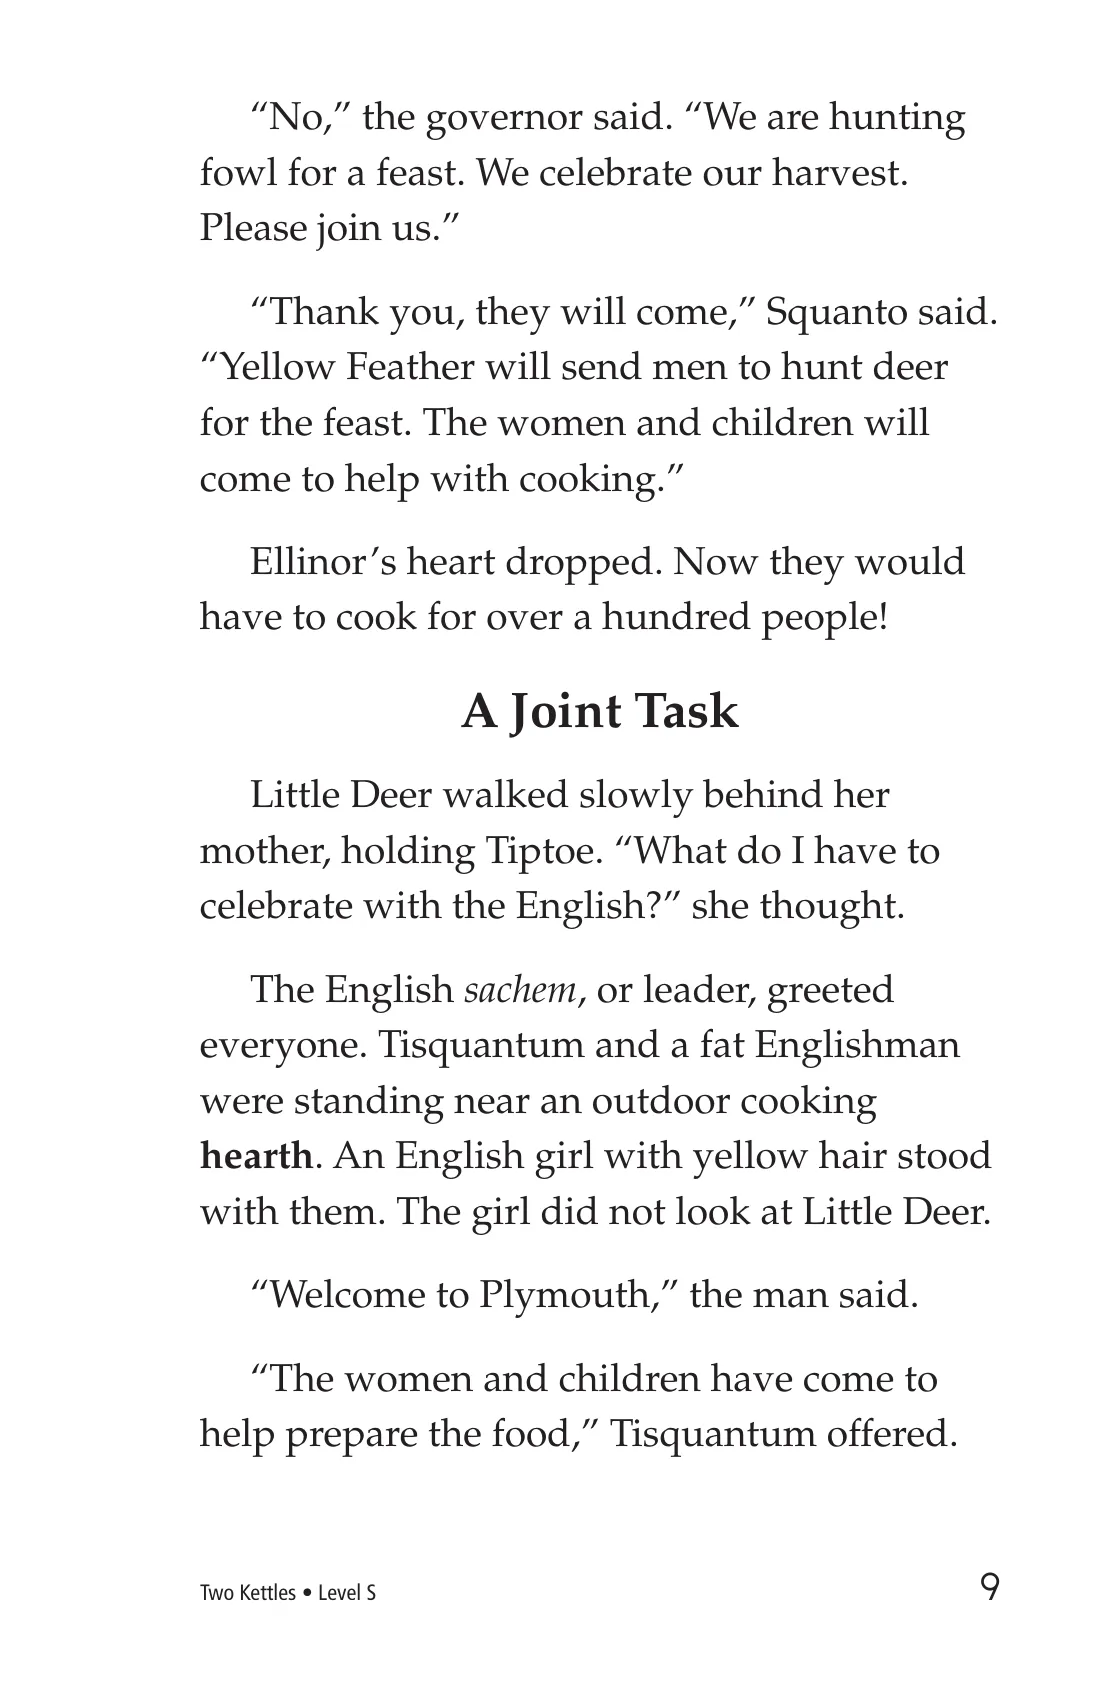 “No,” the governor said. “We are hunting
fowl for a feast. We celebrate our harvest.
Please join us.”
“Thank you, they will come,” Squanto said.
“Yellow Feather will send men to hunt deer
for the feast. The women and children will
come to help with cooking.”
Ellinor’s heart dropped. Now they would
have to cook for over a hundred people!
A Joint Task
Little Deer walked slowly behind her
mother, holding Tiptoe. “What do I have to
celebrate with the English?” she thought.
The English sachem, or leader, greeted
everyone. Tisquantum and a fat Englishman
were standing near an outdoor cooking
hearth. An English girl with yellow hair stood
with them. The girl did not look at Little Deer.
“Welcome to Plymouth,” the man said.
“The women and children have come to
help prepare the food,” Tisquantum offered.
Two Kettles • Level S 9